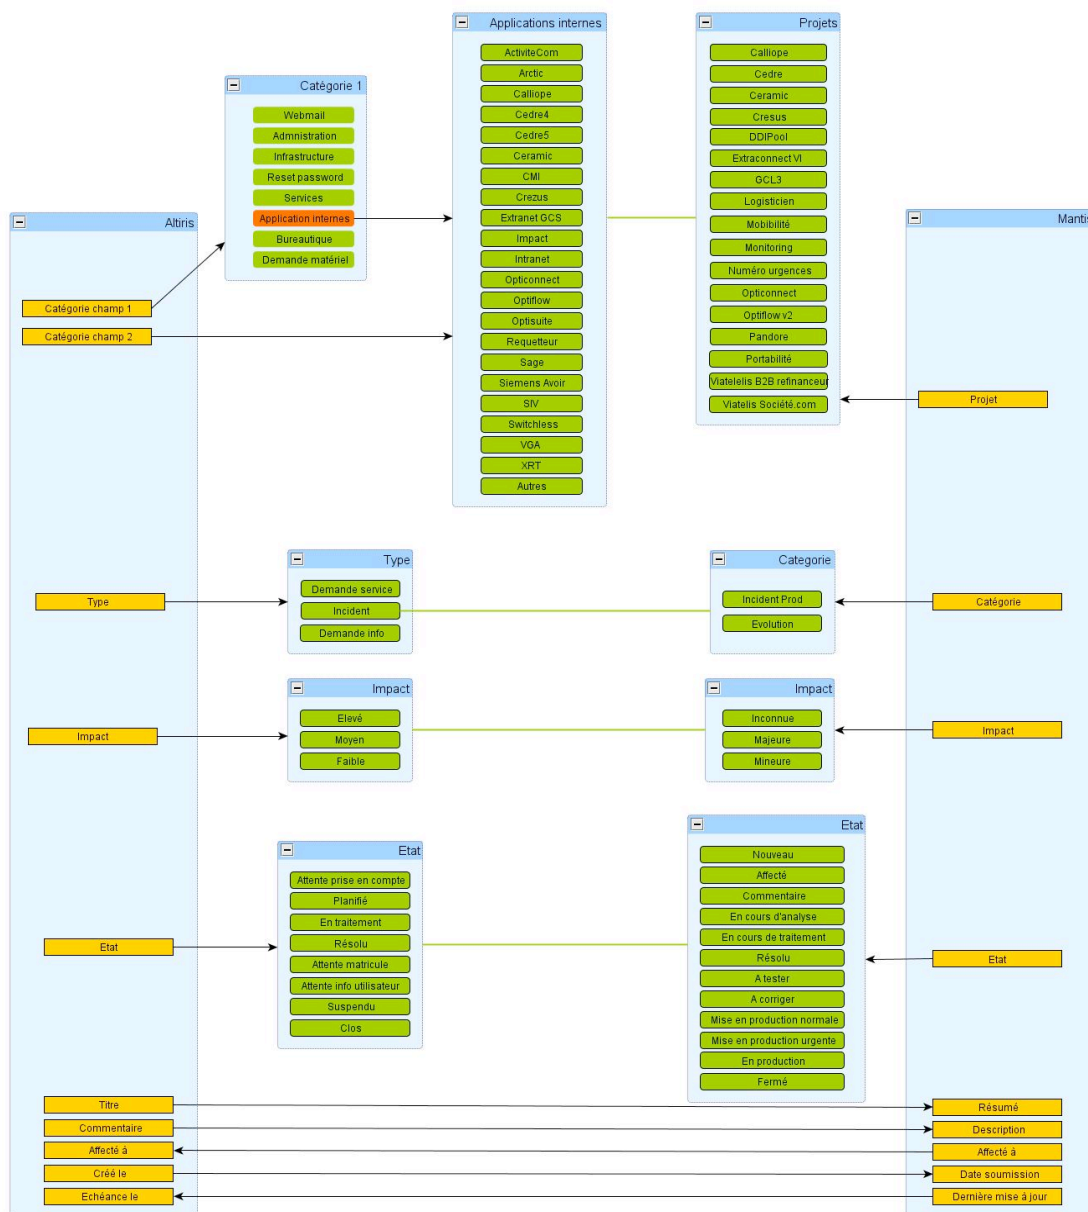 Applications internes
ActiviteCom
Arctic
Calliope
Cedre4
Cedre5
Ceramic
CMI
Crezus
Extranet GCS
Impact
Intranet
Opticonnect
Optiflow
Optisuite
Requetteur
Sage
Siemens Avoir
SIV
Switchless
VGA
XRT
Autres
Projets
Calliope
Cedre
Ceramic
Cresus
DDIPool
Extraconnect VI
GCL3
Logisticien
Mobibilité
Monitoring
Numéro urgences
Opticonnect
Optiflow v2
Pandore
Portabilité
Viatelelis B2B refinanceur
Viatelis Société.com
Catégorie 1
Webmail
Admnistration
Infrastructure
Reset password
Services
Application internes
Bureautique
Demande matériel
Altiris
Catégorie champ 1
Catégorie champ 2
Mantis
Projet
Type
Type
Demande service
Incident
Demande info
Categorie
Incident Prod
Evolution
Catégorie
Impact
Impact
Elevé
Moyen
Faible
Impact
Inconnue
Majeure
Mineure
Impact
Etat
Etat
Attente prise en compte
Planifié
En traitement
Résolu
Attente matricule
Attente info utilisateur
Suspendu
Clos
Etat
Nouveau
Affecté
Commentaire
En cours d'analyse
En cours de traitement
Résolu
A tester
A corriger
Mise en production normale
Mise en production urgente
En production
Fermé
Etat
Titre
Résumé
Commentaire
Description
Affecté à
Affecté à
Créé le
Date soumission
Echéance le
Dernière mise à jour